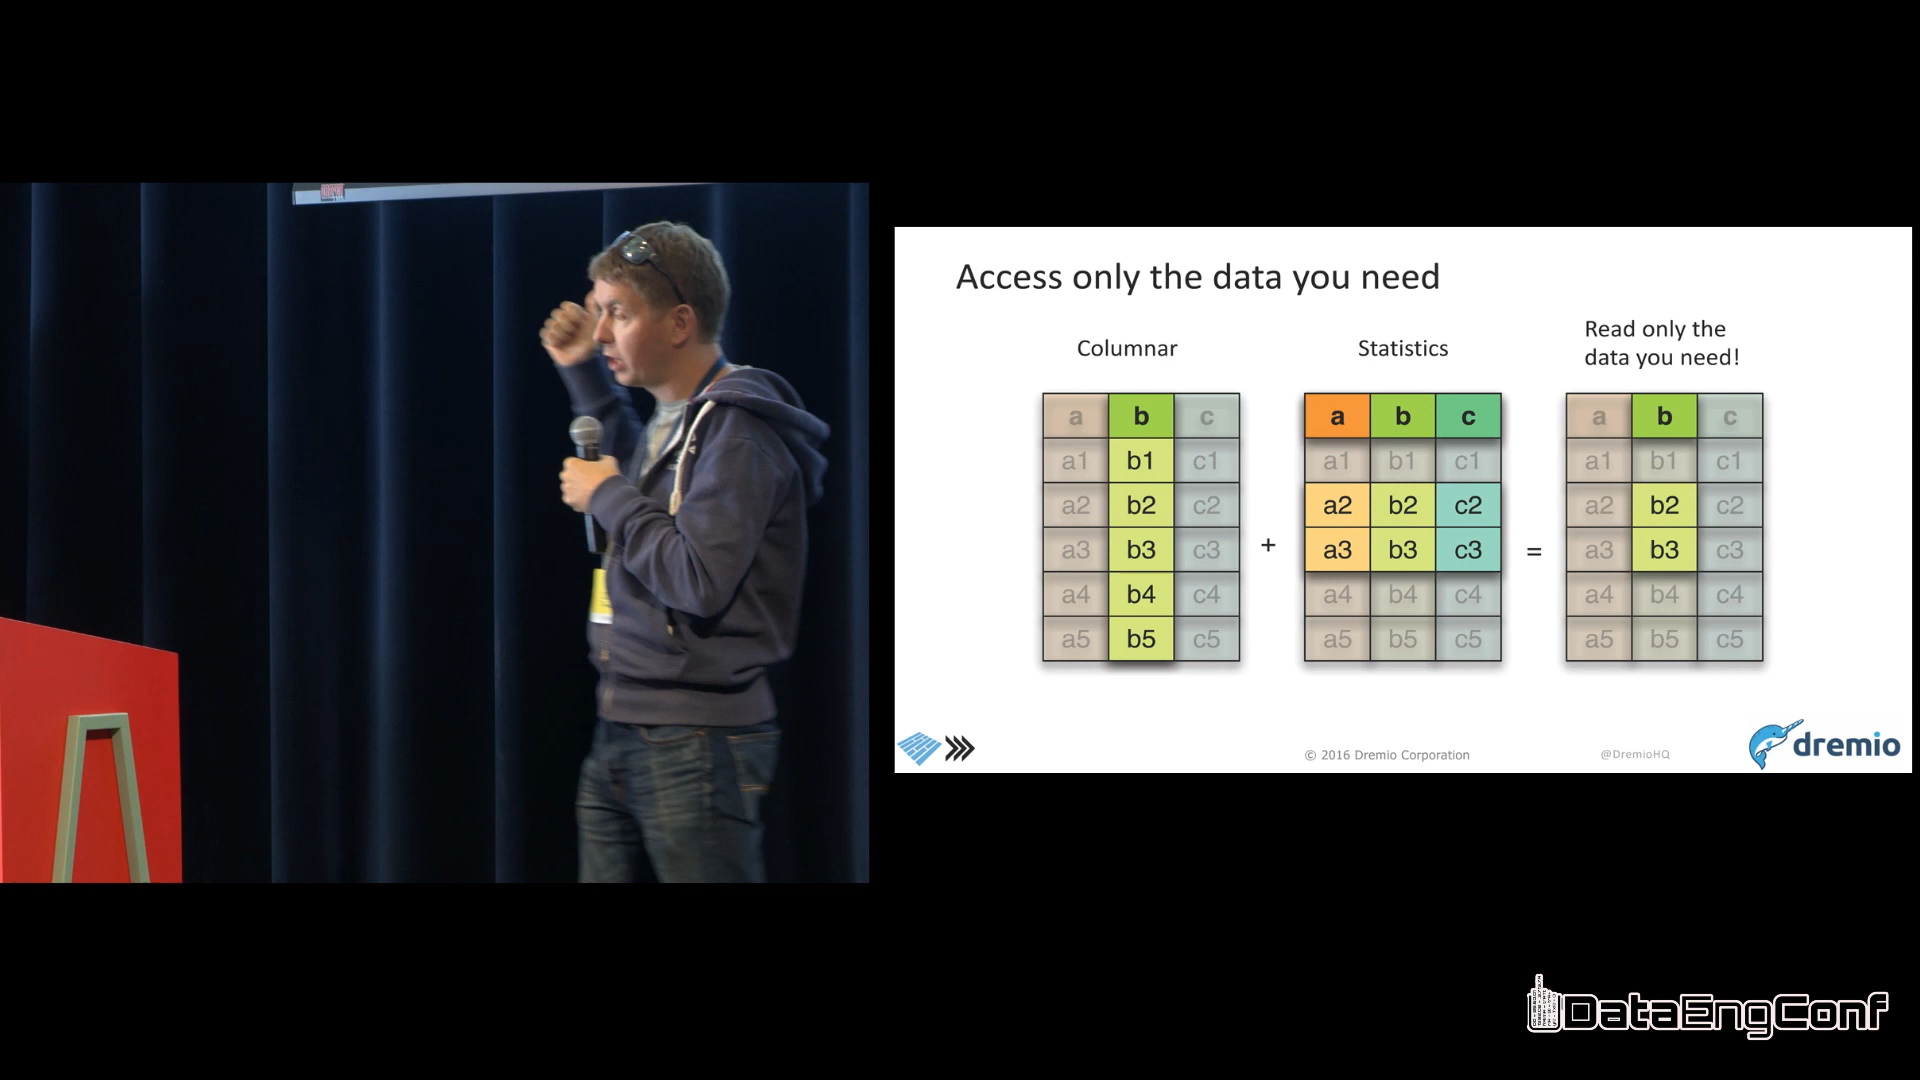 Access only the data you need
Columnar
Statistics
Read only the
data you need!
a b c
a1 b1 c1
a2 b2 c2
a3 b3 c3
a4 b4 c4
a5 b5 c5
+
a b c
a1 b1 c1
a2 b2 c2
a3 b3 c3
a4 b4 c4
a5 b5 c5
=
a b c
a1 b1 c1
a2 b2 c2
a3 b3 c3
a4 b4 c4
a5 b5 c5
© 2016 Dremio Corporation
@DremioHQ
dremio
DataEngConf